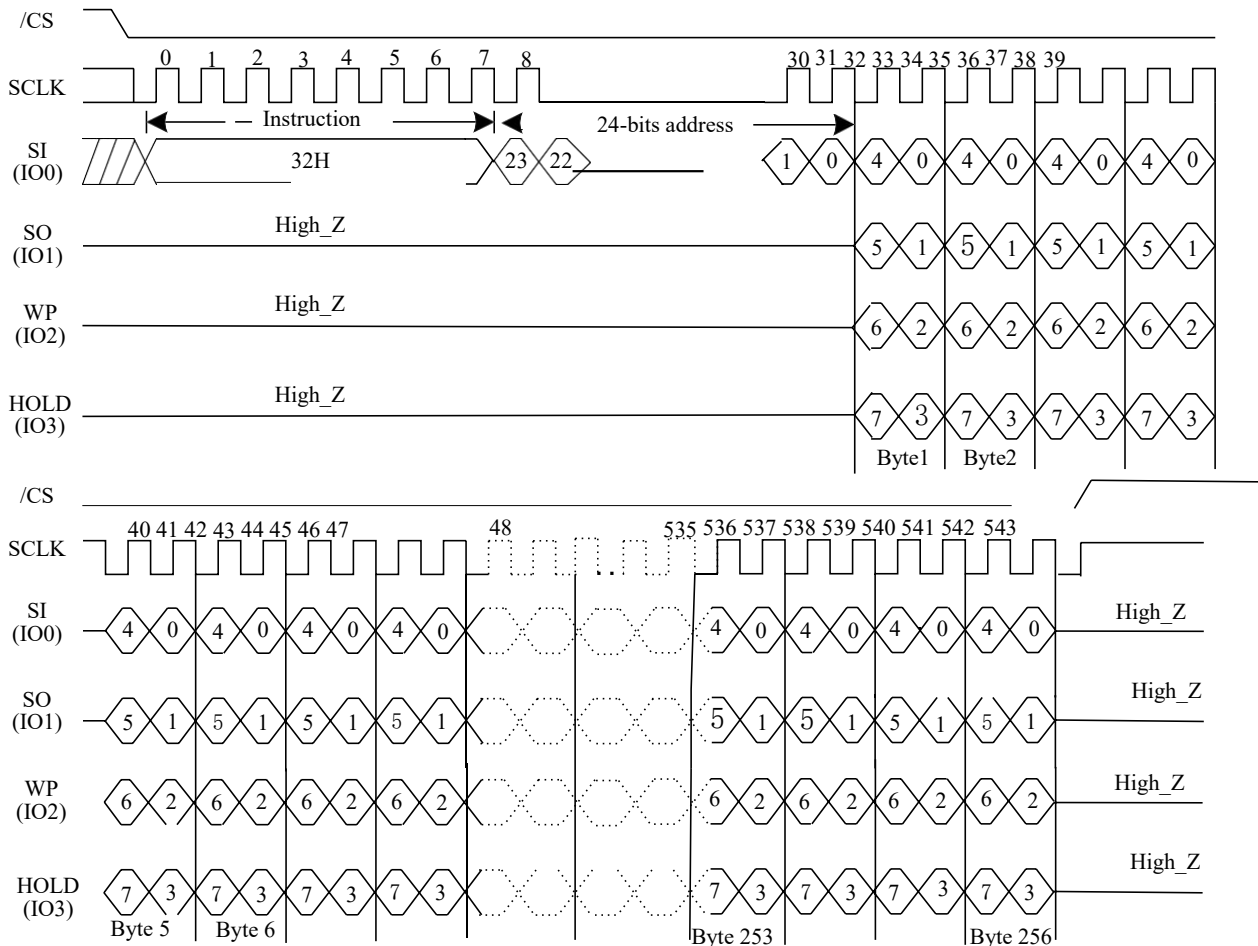 /CS
0 1 2 3 4 5 6 7 8 30 31 32 33 34 35 36 37 38 39
SCLK
Instruction 24-bits address
SI
(IO0)
32H 23 22 1 0 4 0 4 0 4 0 4 0
High_Z
SO
(IO1)
5 1 5 1 5 1 5 1
High_Z
WP
(IO2)
6 2 6 2 6 2 6 2
High_Z
HOLD
(IO3)
7 3 7 3 7 3 7 3
Byte1 Byte2
/CS
40 41 42 43 44 45 46 47 48 535 536 537 538 539 540 541 542 543
SCLK
SI
(IO0)
4 0 4 0 4 0 4 0 4 0 4 0 4 0 4 0
High_Z
SO
(IO1)
5 1 5 1 5 1 5 1 5 1 5 1 5 1 5 1
High_Z
WP
(IO2)
6 2 6 2 6 2 6 2 6 2 6 2 6 2 6 2
High_Z
HOLD
(IO3)
7 3 7 3 7 3 7 3 7 3 7 3 7 3 7 3
High_Z
Byte 5 Byte 6 Byte 253 Byte 256